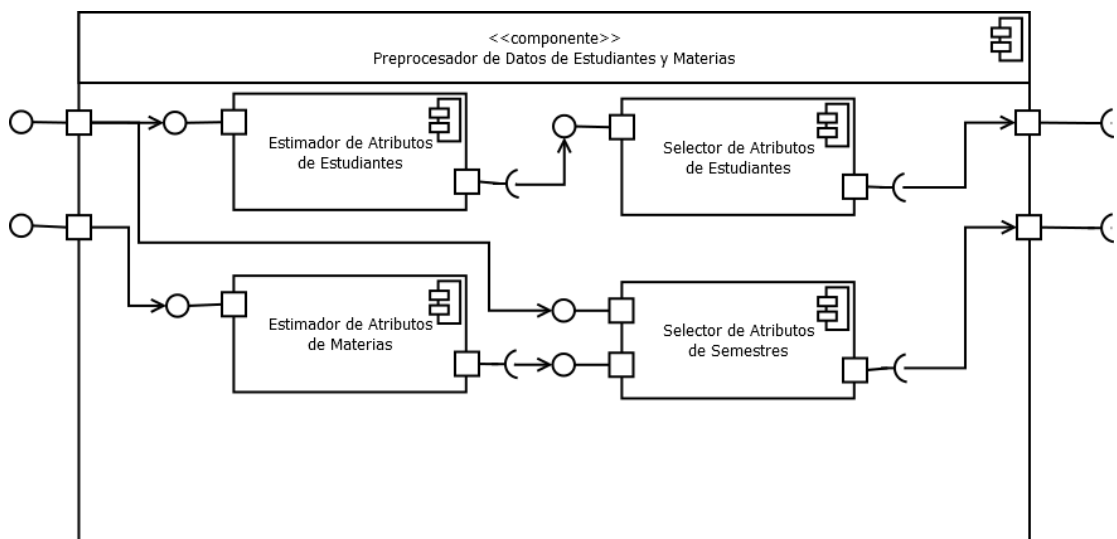 <<componente>>
Preprocesador de Datos de Estudiantes y Materias
Estimador de Atributos
de Estudiantes
Selector de Atributos
de Estudiantes
Estimador de Atributos
de Materias
Selector de Atributos
de Semestres